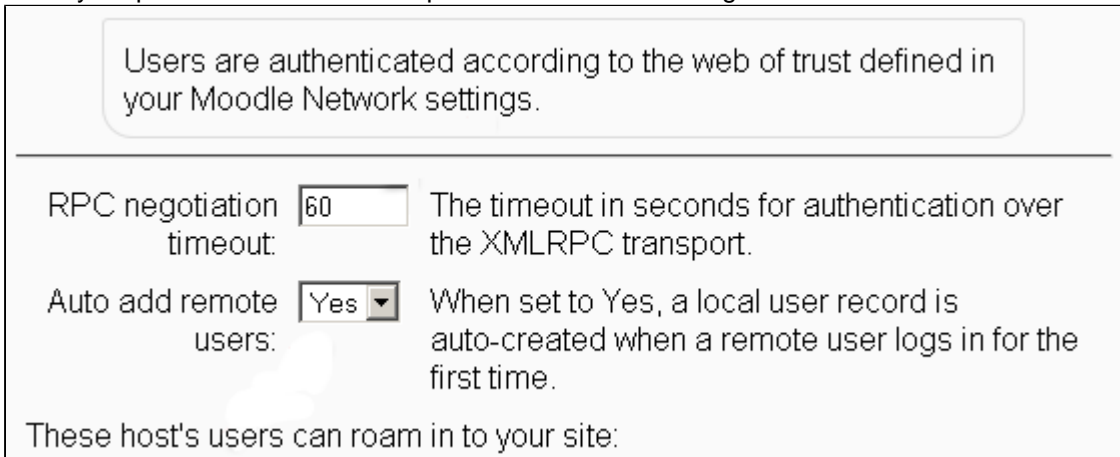 Users are authenticated according to the web of trust defined in
your Moodle Network settings.
RPC negotiation timeout:
60
The timeout in seconds for authentication over
the XMLRPC transport.
Auto add remote users:
Yes
When set to Yes, a local user record is
auto-created when a remote user logs in for the
first time.
These host's users can roam in to your site: